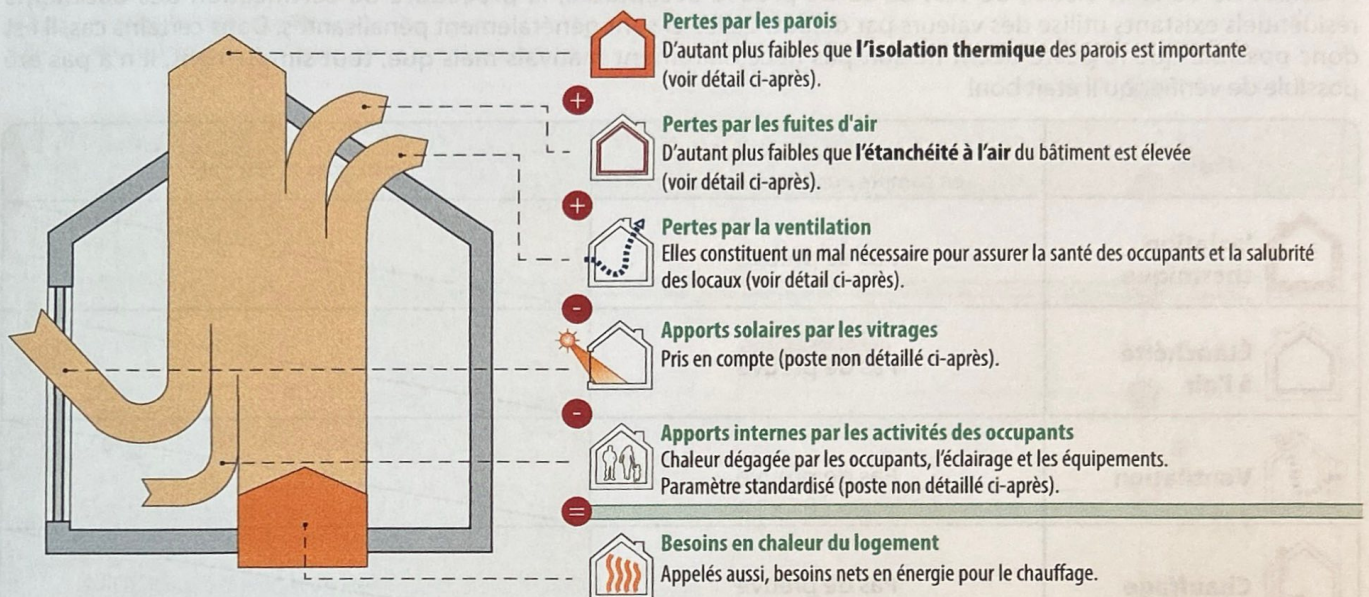 Pertes par les parois
D'autant plus faibles que l'isolation thermique des parois est importante
(voir détail ci-après).
+
Pertes par les fuites d'air
D'autant plus faibles que l'étanchéité à l'air du bâtiment est élevée
(voir détail ci-après).
+
Pertes par la ventilation
Elles constituent un mal nécessaire pour assurer la santé des occupants et la salubrité
des locaux (voir détail ci-après).
-
Apports solaires par les vitrages
Pris en compte (poste non détaillé ci-après).
-
Apports internes par les activités des occupants
Chaleur dégagée par les occupants, l'éclairage et les équipements.
Paramètre standardisé (poste non détaillé ci-après).
=
Besoins en chaleur du logement
Appelés aussi, besoins nets en énergie pour le chauffage.